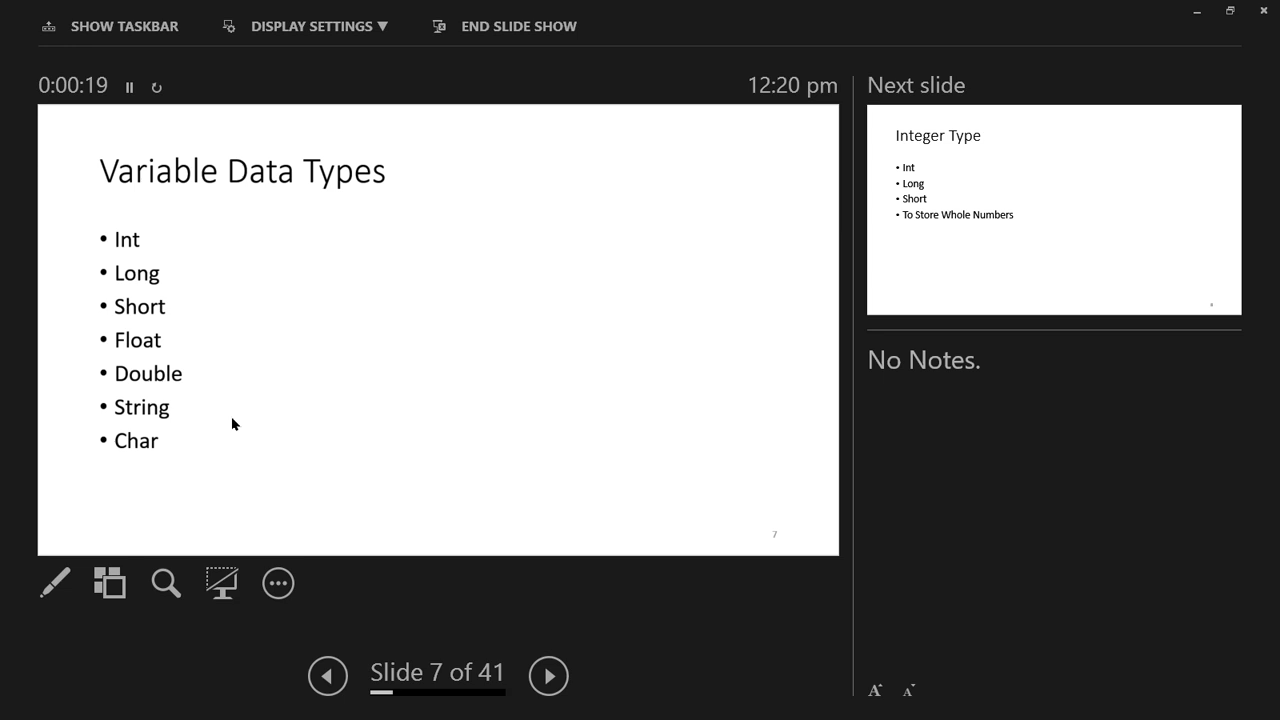 SHOW TASKBAR
DISPLAY SETTINGS ▼
END SLIDE SHOW
0:00:19
12:20 pm
Variable Data Types
• Int
• Long
• Short
• Float
• Double
• String
• Char
7
Next slide
Integer Type
• Int
• Long
• Short
• To Store Whole Numbers
No Notes.
Slide 7 of 41
A
A